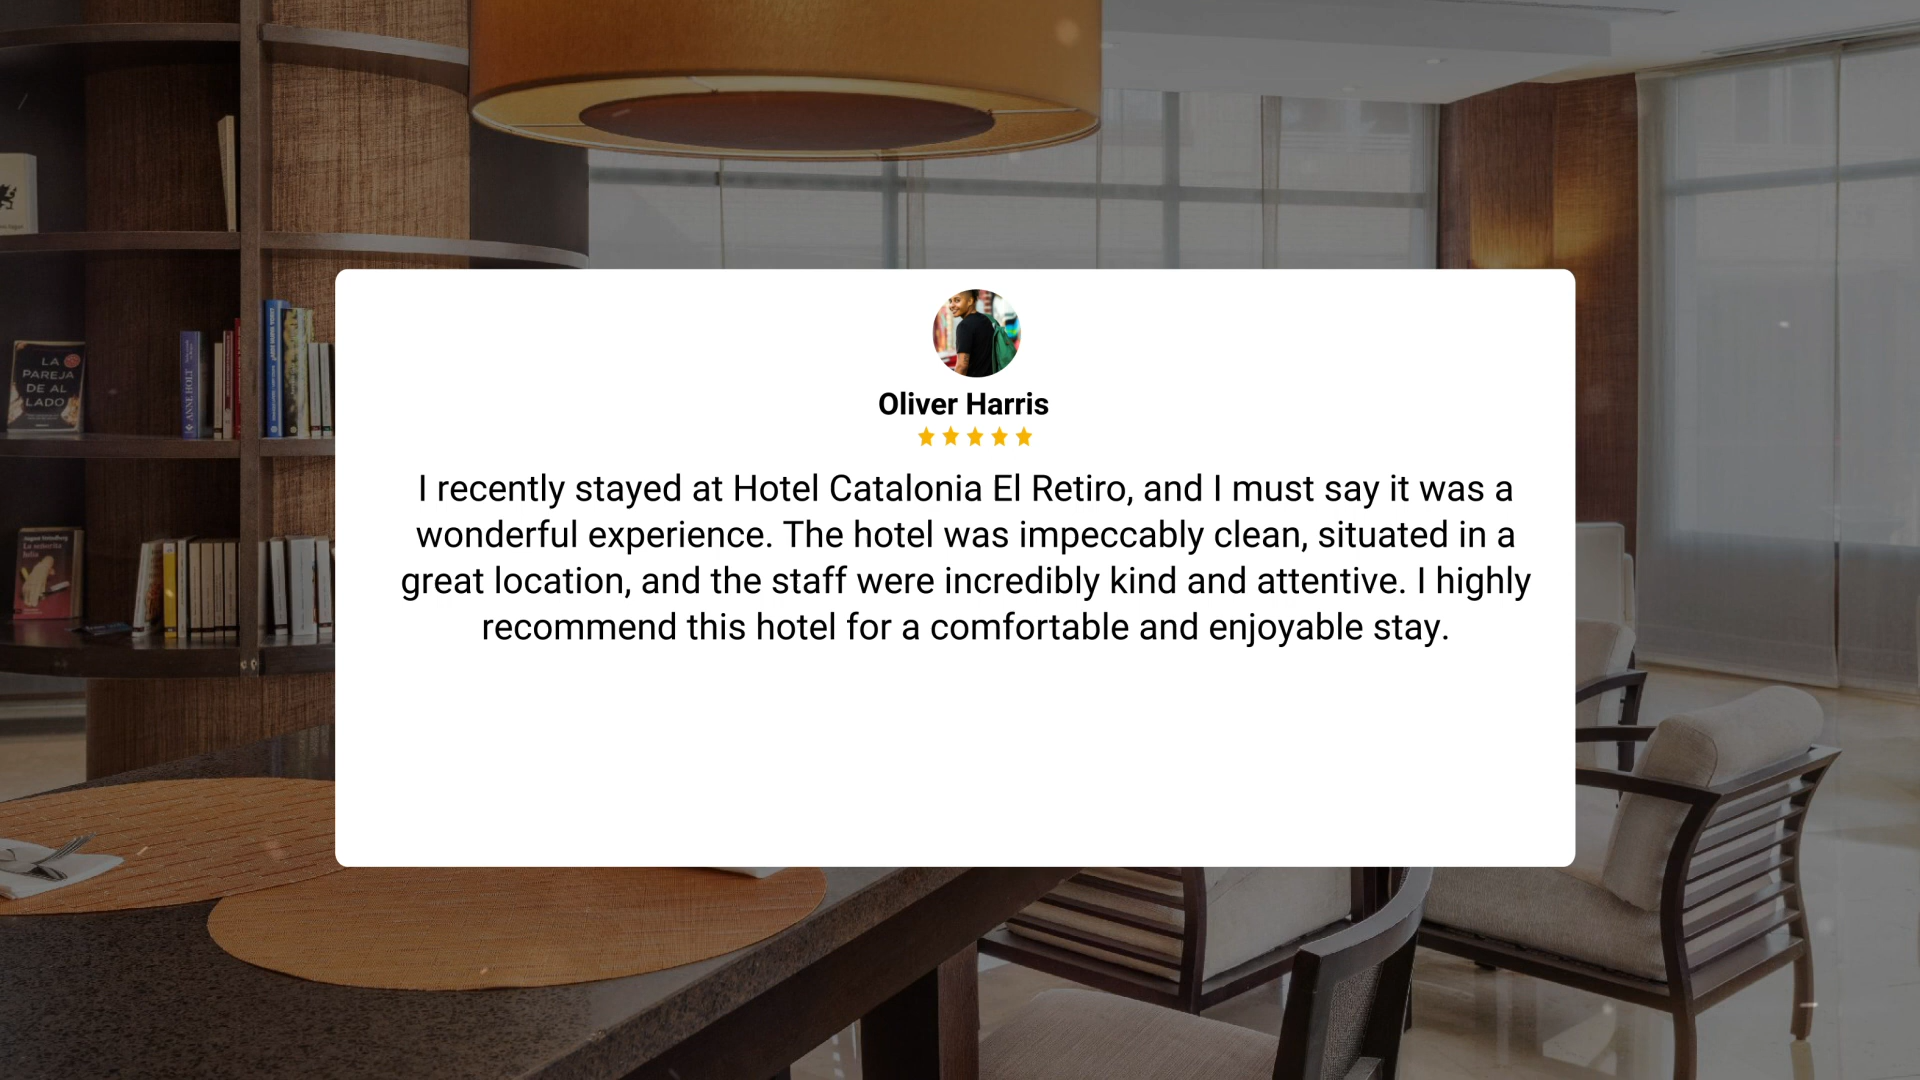 Oliver Harris
I recently stayed at Hotel Catalonia El Retiro, and I must say it was a
wonderful experience. The hotel was impeccably clean, situated in a
great location, and the staff were incredibly kind and attentive. I highly
recommend this hotel for a comfortable and enjoyable stay.
LA
PAREJA
DE AL
LADO
ANNE HOLT